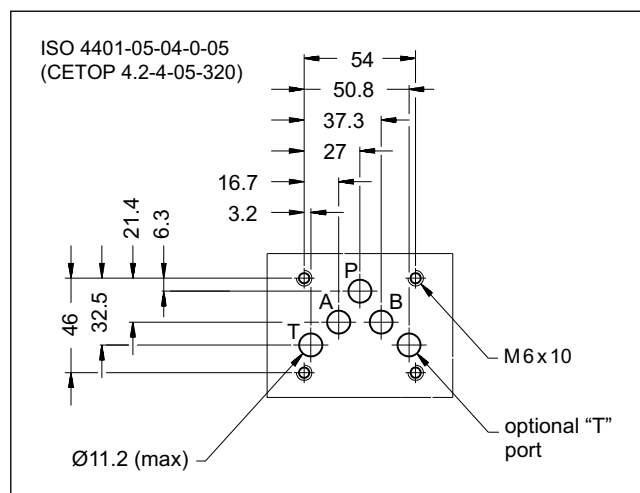 ISO 4401-05-04-0-05
(CETOP 4.2-4-05-320)
54
50.8
37.3
27
16.7
3.2
21.4
6.3
46
32.5
P
A
B
T
M6x10
optional “T”
port
Ø11.2 (max)